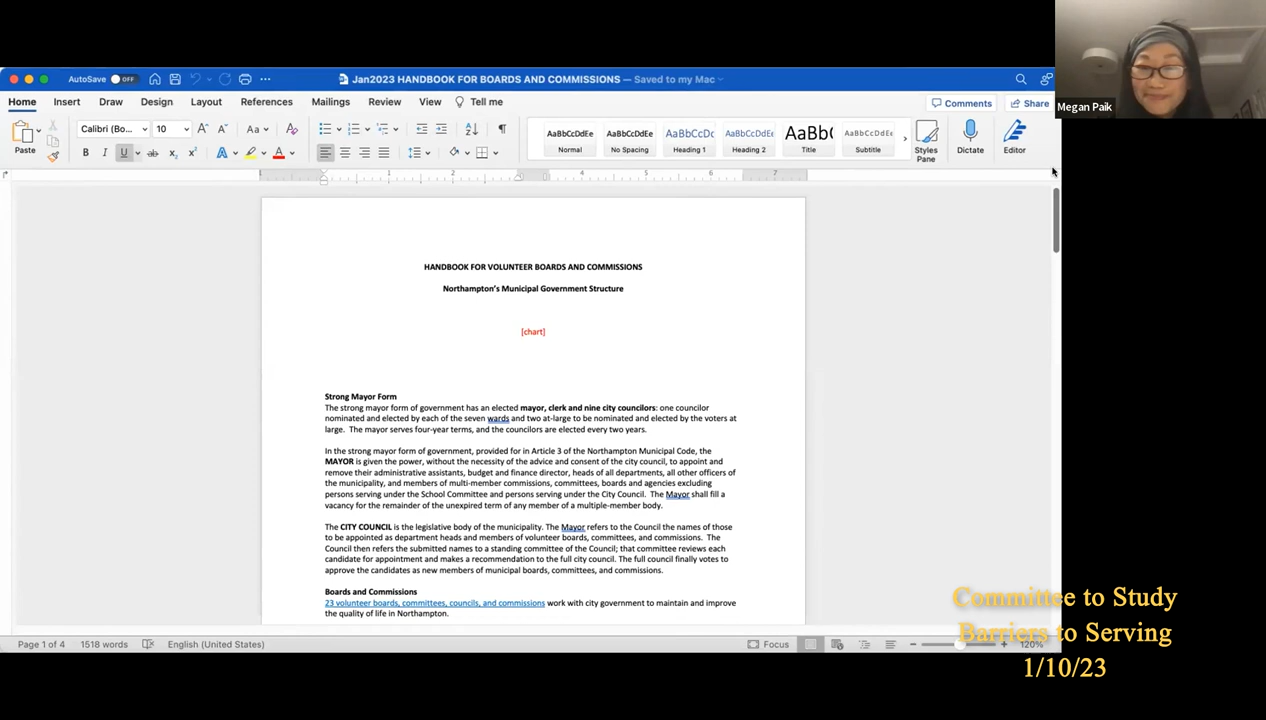 AutoSave OFF
Jan2023 HANDBOOK FOR BOARDS AND COMMISSIONS — Saved to my Mac
Home Insert Draw Design Layout References Mailings Review View Tell me
Comments Share
Megan Paik
Paste
Calibri (Bo... 10
AaBbCcDdEe AaBbCcDdEe AaBbCcDc AaBbCcDdEe AaBb( AaBbCcDdEe
Normal No Spacing Heading 1 Heading 2 Title Subtitle
Styles Pane
Dictate
Editor
1 1 2 3 4 5 6 7
HANDBOOK FOR VOLUNTEER BOARDS AND COMMISSIONS
Northampton's Municipal Government Structure
[chart]
Strong Mayor Form
The strong mayor form of government has an elected mayor, clerk and nine city councilors: one councilor
nominated and elected by each of the seven wards and two at-large to be nominated and elected by the voters at
large. The mayor serves four-year terms, and the councilors are elected every two years.
In the strong mayor form of government, provided for in Article 3 of the Northampton Municipal Code, the
MAYOR is given the power, without the necessity of the advice and consent of the city council, to appoint and
remove their administrative assistants, budget and finance director, heads of all departments, all other officers of
the municipality, and members of multi-member commissions, committees, boards and agencies excluding
persons serving under the School Committee and persons serving under the City Council. The Mayor shall fill a
vacancy for the remainder of the unexpired term of any member of a multiple-member body.
The CITY COUNCIL is the legislative body of the municipality. The Mayor refers to the Council the names of those
to be appointed as department heads and members of volunteer boards, committees, and commissions. The
Council then refers the submitted names to a standing committee of the Council; that committee reviews each
candidate for appointment and makes a recommendation to the full city council. The full council finally votes to
approve the candidates as new members of municipal boards, committees, and commissions.
Boards and Commissions
23 volunteer boards, committees, councils, and commissions work with city government to maintain and improve
the quality of life in Northampton.
Page 1 of 4 1518 words English (United States) Focus 120%
Committee to Study
Barriers to Serving
1/10/23